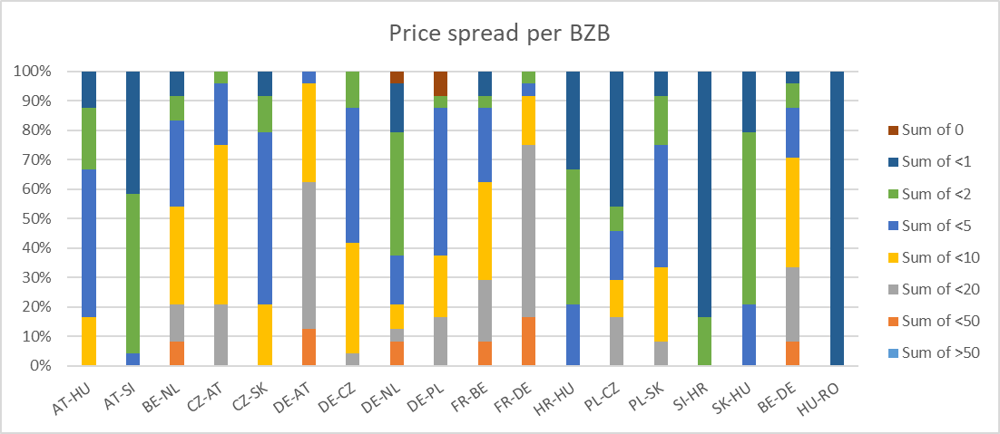 Price spread per BZB
100%
90%
80%
70%
60%
50%
40%
30%
20%
10%
0%
AT-HU
AT-SI
BE-NL
CZ-AT
CZ-SK
DE-AT
DE-CZ
DE-NL
DE-PL
FR-BE
FR-DE
HR-HU
PL-CZ
PL-SK
SI-HR
SK-HU
BE-DE
HU-RO
Sum of 0
Sum of <1
Sum of <2
Sum of <5
Sum of <10
Sum of <20
Sum of <50
Sum of >50